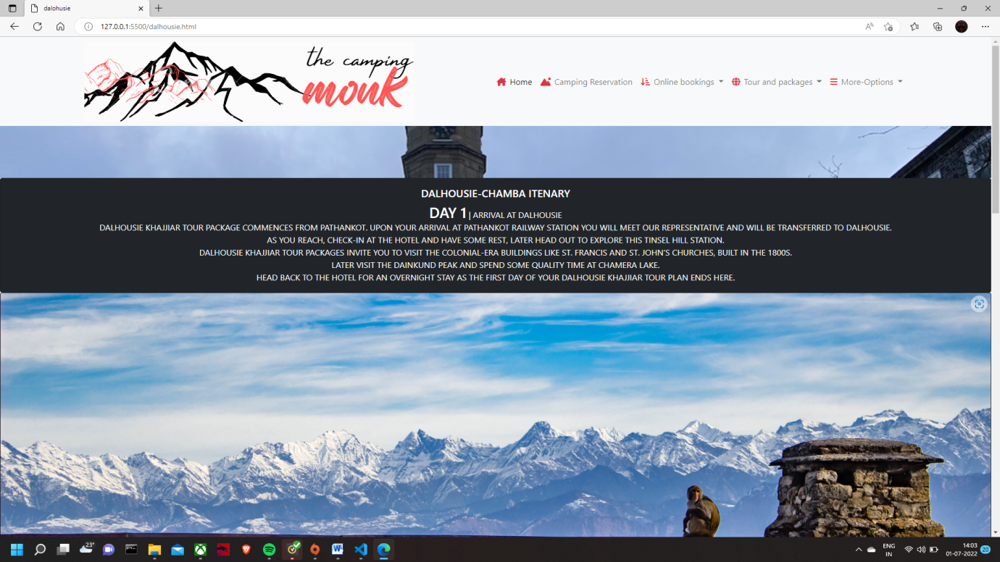 dalohusie
127.0.0.1:5500/dalhousie.html
the camping
monk
Home
Camping Reservation
Online bookings
Tour and packages
More-Options
DALHOUSIE-CHAMBA ITENARY
DAY 1 | ARRIVAL AT DALHOUSIE
DALHOUSIE KHAJJIAR TOUR PACKAGE COMMENCES FROM PATHANKOT. UPON YOUR ARRIVAL AT PATHANKOT RAILWAY STATION YOU WILL MEET OUR REPRESENTATIVE AND WILL BE TRANSFERRED TO DALHOUSIE.
AS YOU REACH, CHECK-IN AT THE HOTEL AND HAVE SOME REST, LATER HEAD OUT TO EXPLORE THIS TINSEL HILL STATION.
DALHOUSIE KHAJJIAR TOUR PACKAGES INVITE YOU TO VISIT THE COLONIAL-ERA BUILDINGS LIKE ST. FRANCIS AND ST. JOHN'S CHURCHES, BUILT IN THE 1800S.
LATER VISIT THE DAINKUND PEAK AND SPEND SOME QUALITY TIME AT CHAMERA LAKE.
HEAD BACK TO THE HOTEL FOR AN OVERNIGHT STAY AS THE FIRST DAY OF YOUR DALHOUSIE KHAJJIAR TOUR PLAN ENDS HERE.
23°
ENG
IN
14:03
01-07-2022
20